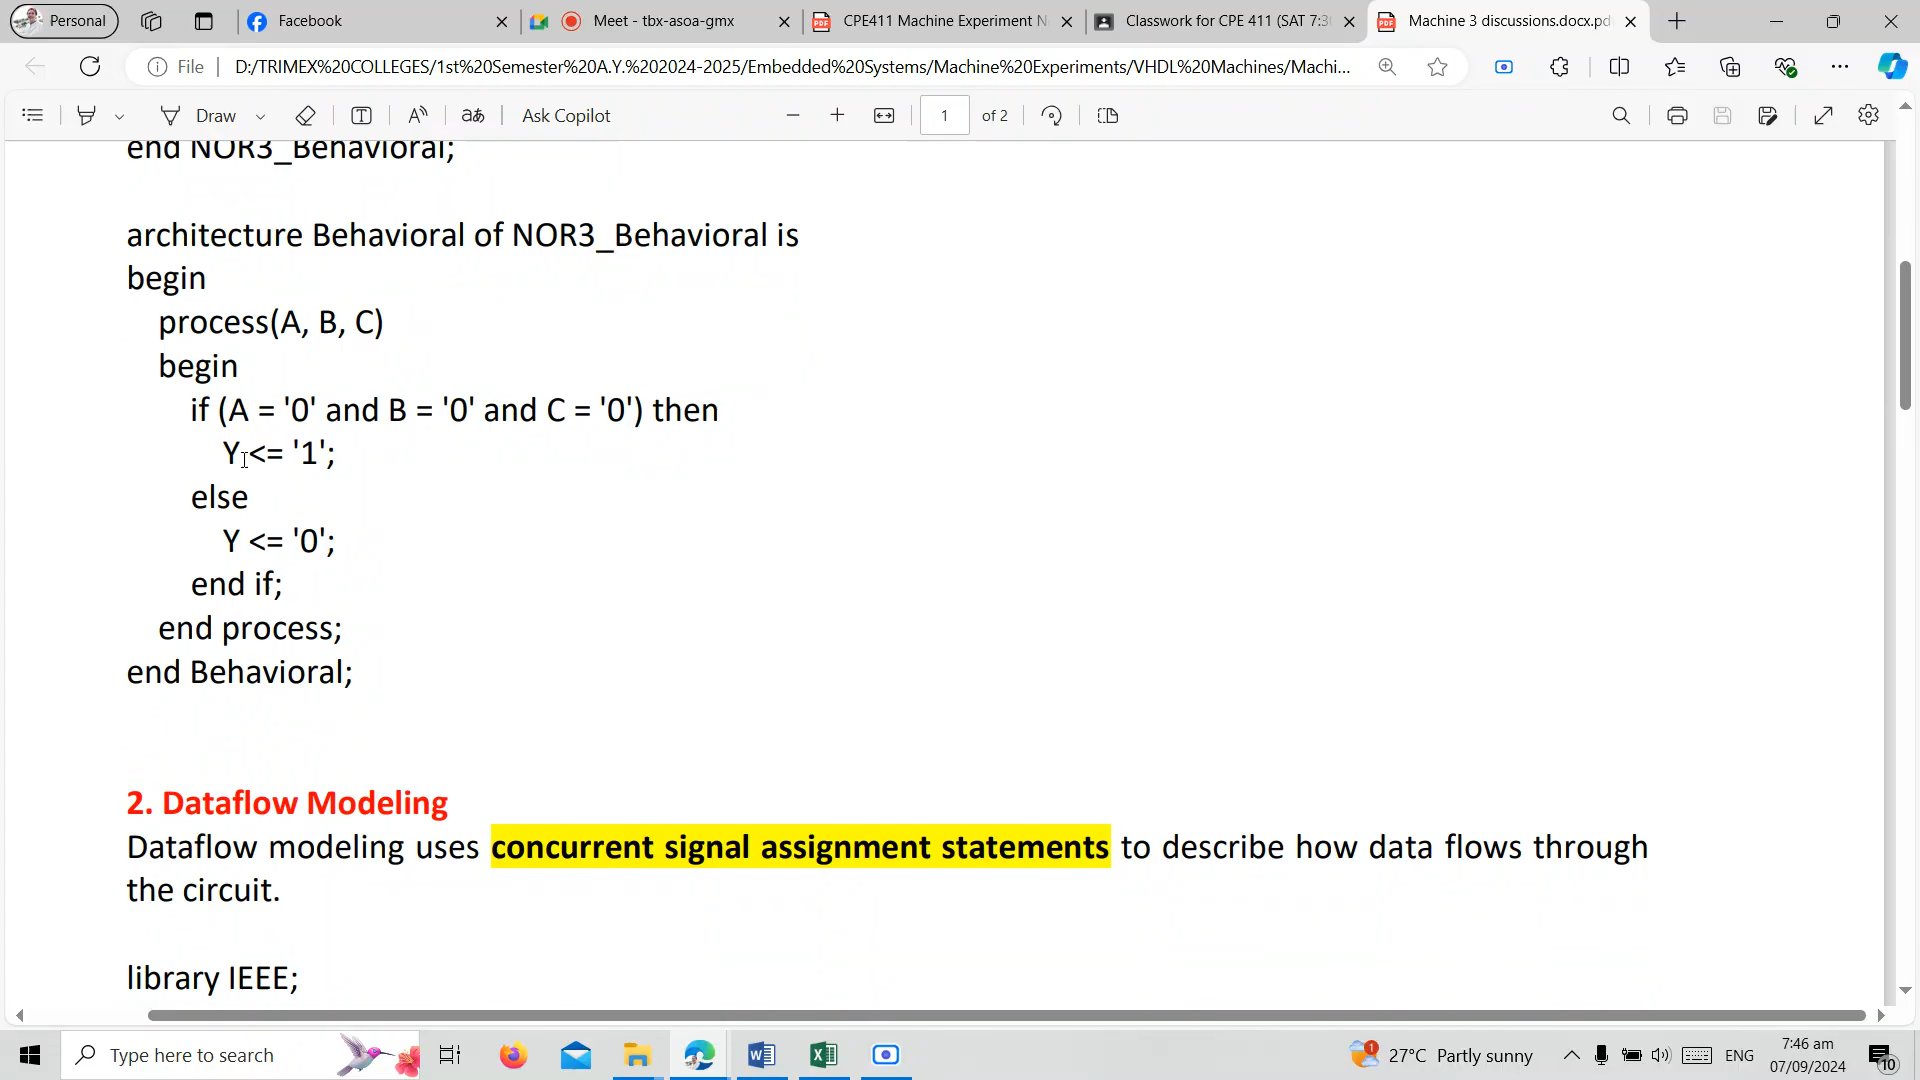 Personal
Facebook
Meet - tbx-asoa-gmx
CPE411 Machine Experiment N
Classwork for CPE 411 (SAT 7:3
Machine 3 discussions.docx.pd
File
D:/TRIMEX%20COLLEGES/1st%20Semester%20A.Y.%202024-2025/Embedded%20Systems/Machine%20Experiments/VHDL%20Machines/Machi...
Draw
Ask Copilot
1 of 2
end NOR3_Behavioral;
architecture Behavioral of NOR3_Behavioral is
begin
process(A, B, C)
begin
if (A = '0' and B = '0' and C = '0') then
Y <= '1';
else
Y <= '0';
end if;
end process;
end Behavioral;
2. Dataflow Modeling
Dataflow modeling uses concurrent signal assignment statements to describe how data flows through
the circuit.
library IEEE;
Type here to search
1
27°C Partly sunny
ENG
7:46 am
07/09/2024
10